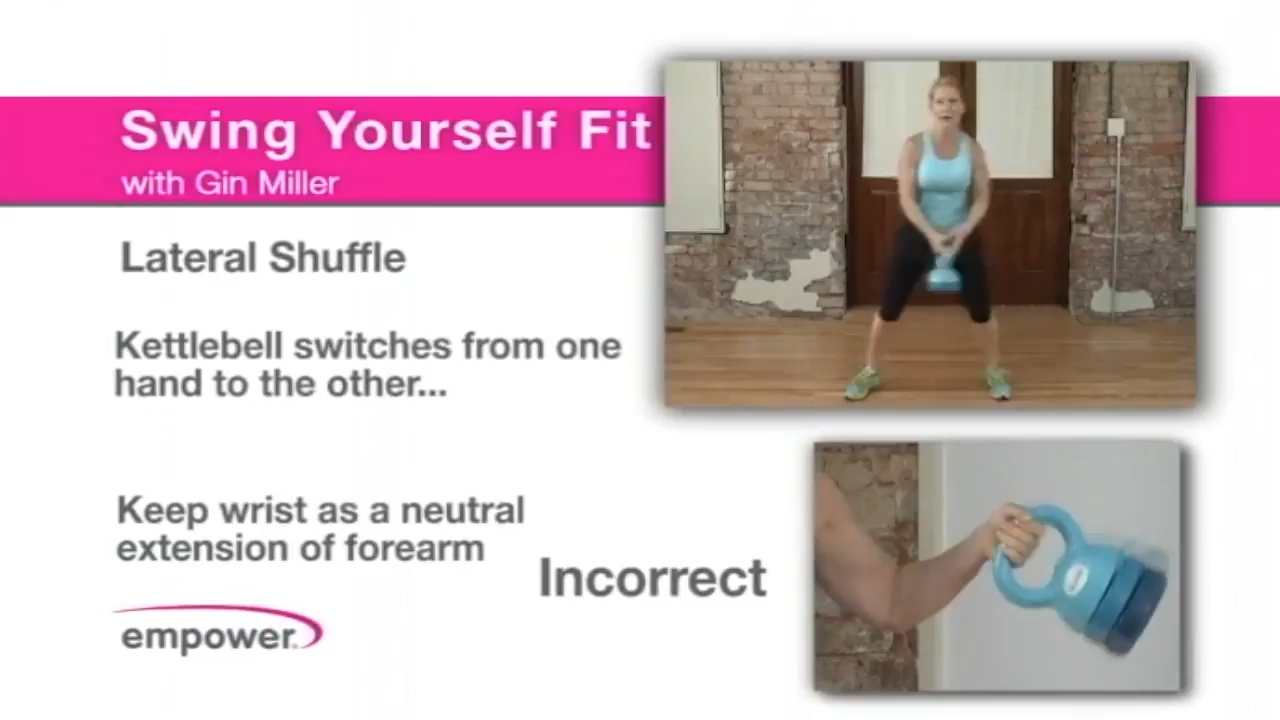 Swing Yourself Fit
with Gin Miller
Lateral Shuffle
Kettlebell switches from one
hand to the other...
Keep wrist as a neutral
extension of forearm
Incorrect
empower